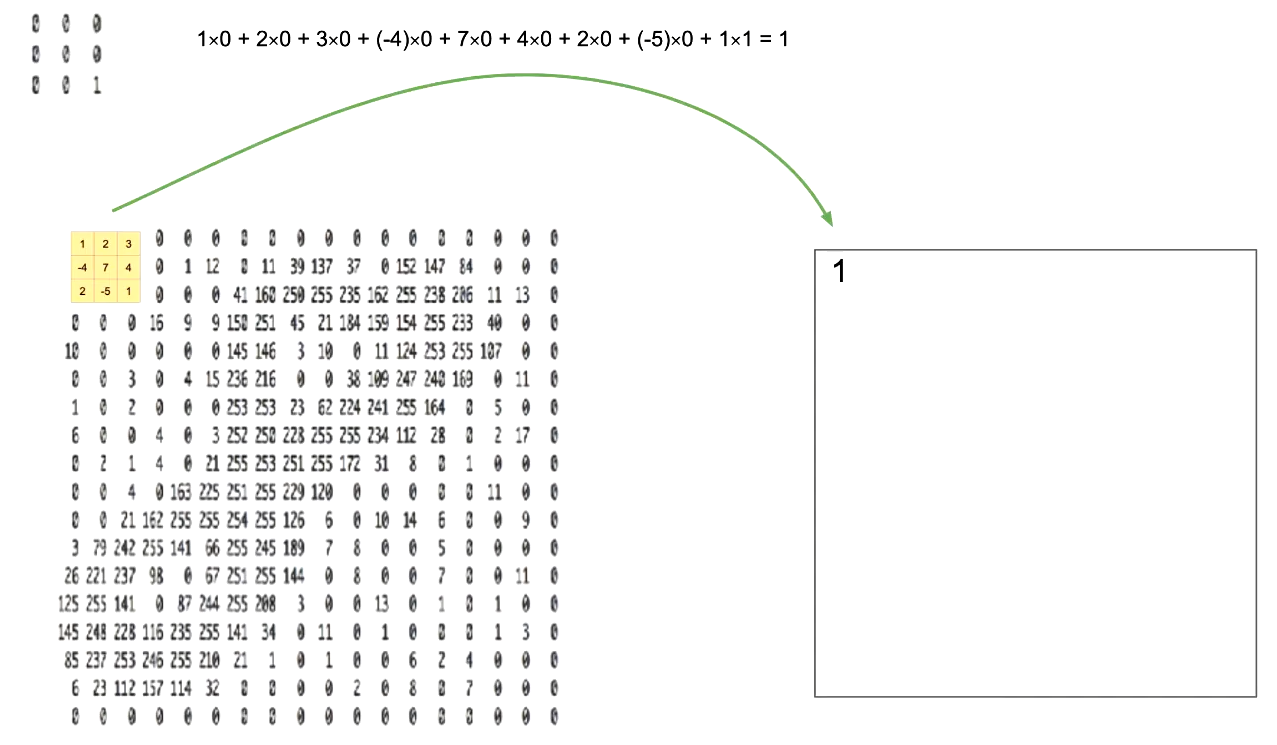 0 0 0
0 0 0
0 0 1
1×0 + 2×0 + 3×0 + (-4)×0 + 7×0 + 4×0 + 2×0 + (-5)×0 + 1×1 = 1
1 2 3 0 0 0 0 0 0 0 0 0 0 0 0 0 0 0
-4 7 4 0 1 12 0 11 39 137 37 0 152 147 84 0 0 0
2 -5 1 0 0 0 41 160 250 255 235 162 255 238 206 11 13 0
0 0 0 16 9 9 150 251 45 21 184 159 154 255 233 40 0 0
10 0 0 0 0 0 145 146 3 10 0 11 124 253 255 107 0 0
0 0 3 0 4 15 236 216 0 0 38 109 247 240 169 0 11 0
1 0 2 0 0 0 253 253 23 62 224 241 255 164 0 5 0 0
6 0 0 4 0 3 252 250 228 255 255 234 112 28 0 2 17 0
0 2 1 4 0 21 255 253 251 255 172 31 8 0 1 0 0 0
0 0 4 0 163 225 251 255 229 120 0 0 0 0 0 11 0 0
0 0 21 162 255 255 254 255 126 6 0 10 14 6 0 0 9 0
3 79 242 255 141 66 255 245 189 7 8 0 0 5 0 0 0 0
26 221 237 98 0 67 251 255 144 0 8 0 0 7 0 0 11 0
125 255 141 0 87 244 255 208 3 0 0 13 0 1 0 1 0 0
145 248 228 116 235 255 141 34 0 11 0 1 0 0 0 1 3 0
85 237 253 246 255 210 21 1 0 1 0 0 6 2 4 0 0 0
6 23 112 157 114 32 0 0 0 0 2 0 8 0 7 0 0 0
0 0 0 0 0 0 0 0 0 0 0 0 0 0 0 0 0 0
1